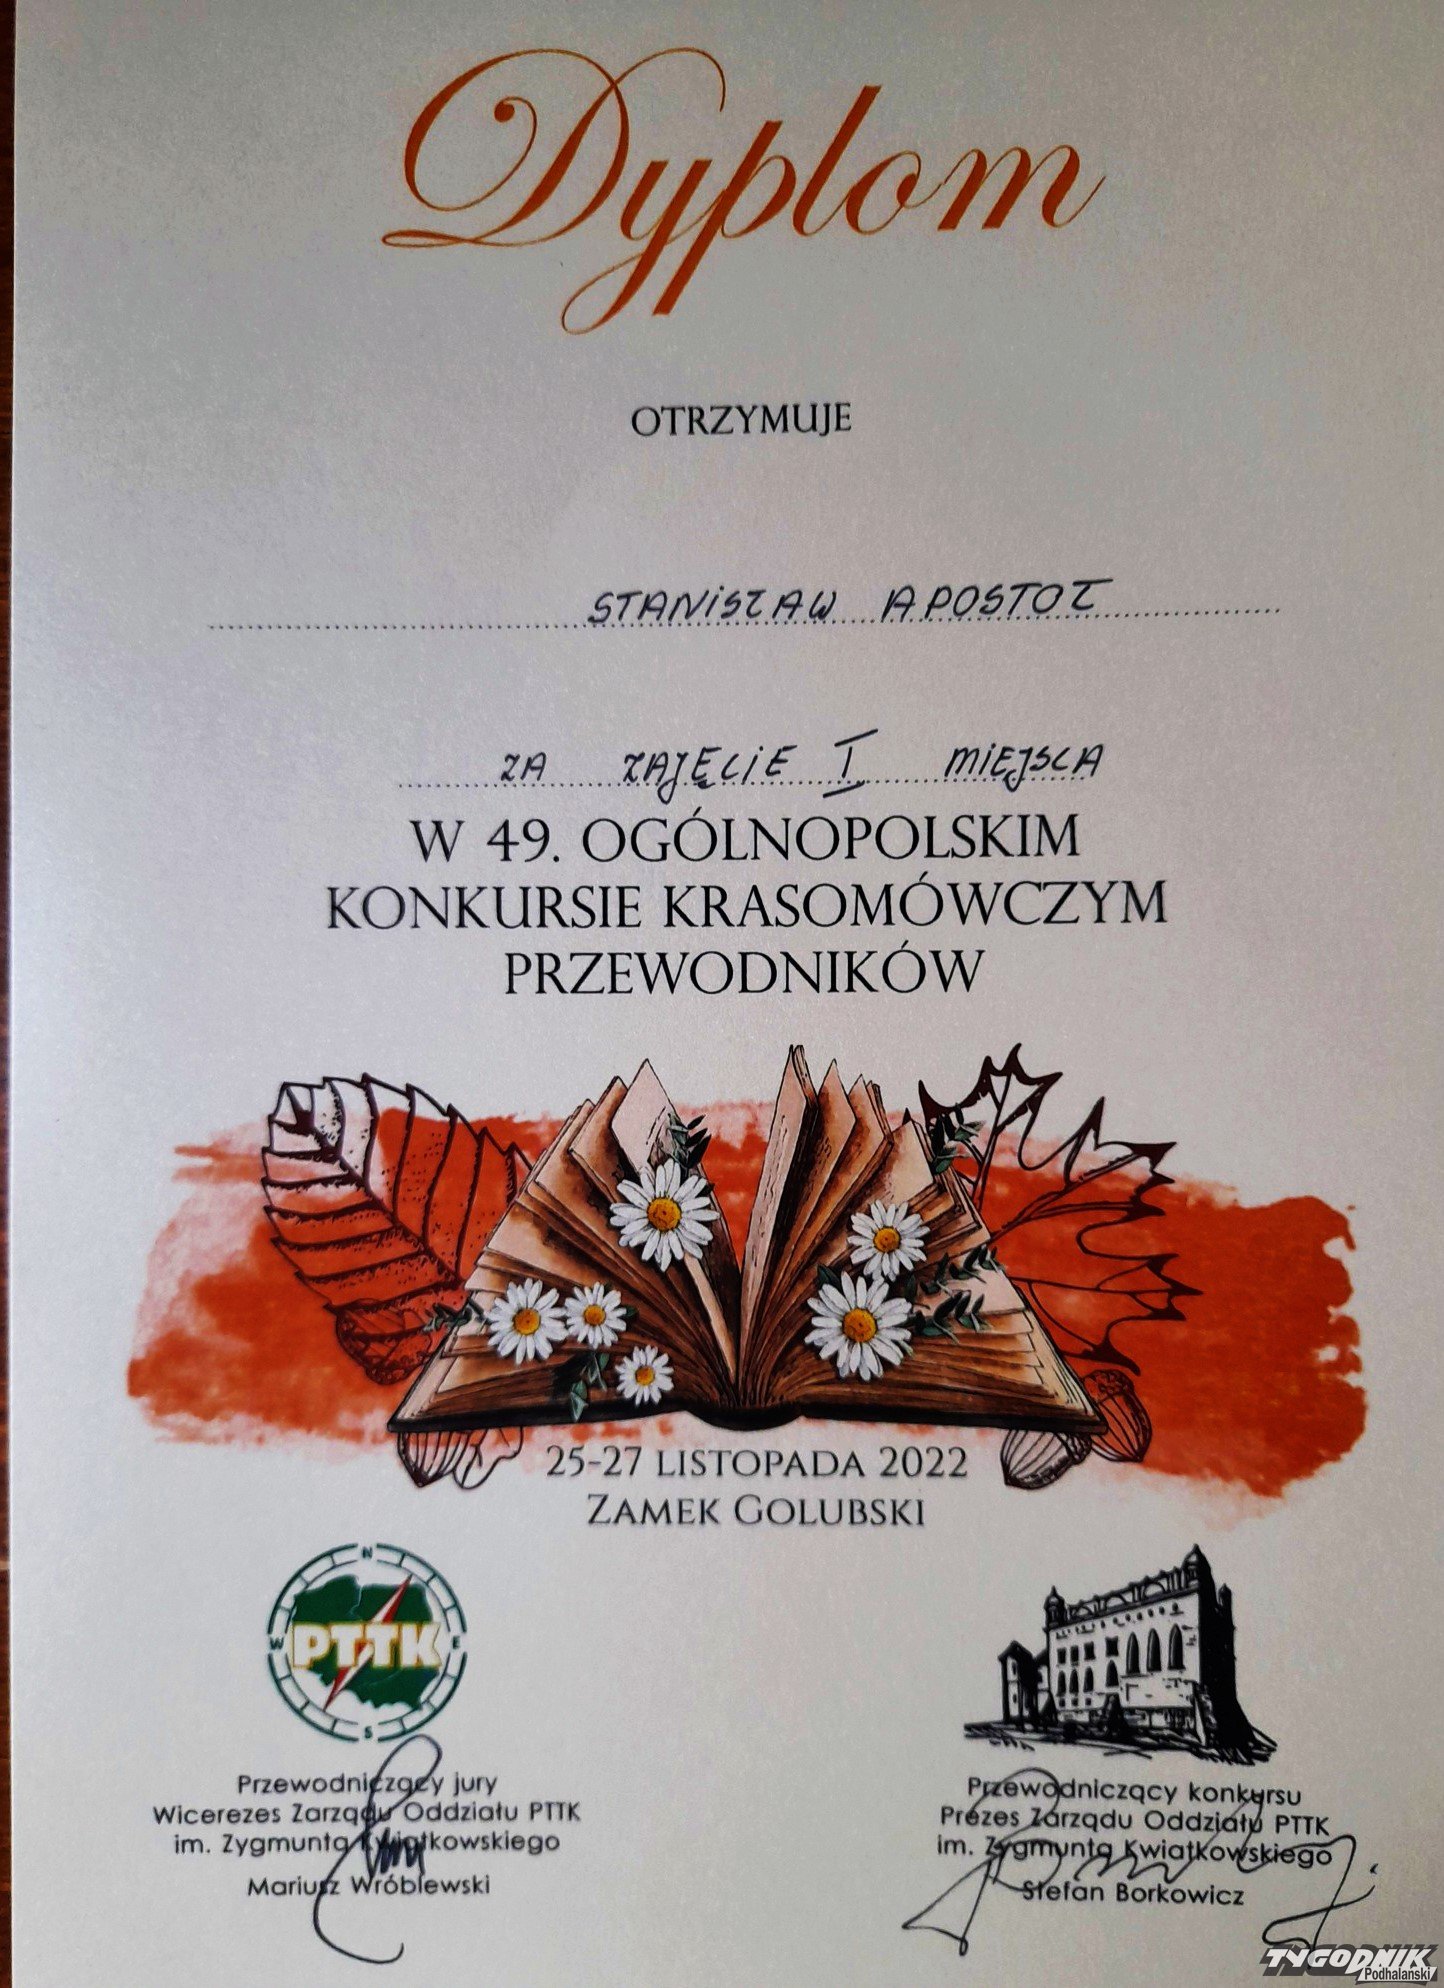 Dyplom
OTRZYMUJE
STANISŁAW APOSTOŁ
ZA ZAJĘCIE I MIEJSCA
W 49. OGÓLNOPOLSKIM
KONKURSIE KRASOMÓWCZYM
PRZEWODNIKÓW
25-27 LISTOPADA 2022
ZAMEK GOLUBSKI
N
W PTTK E
S
Przewodniczący jury
Wicerezes Zarządu Oddziału PTTK
im. Zygmunta Kwiatkowskiego
Mariusz Wróblewski
Przewodniczący konkursu
Prezes Zarządu Oddziału PTTK
im. Zygmunta Kwiatkowskiego
Stefan Borkowicz
TYGODNIK
Podhalański